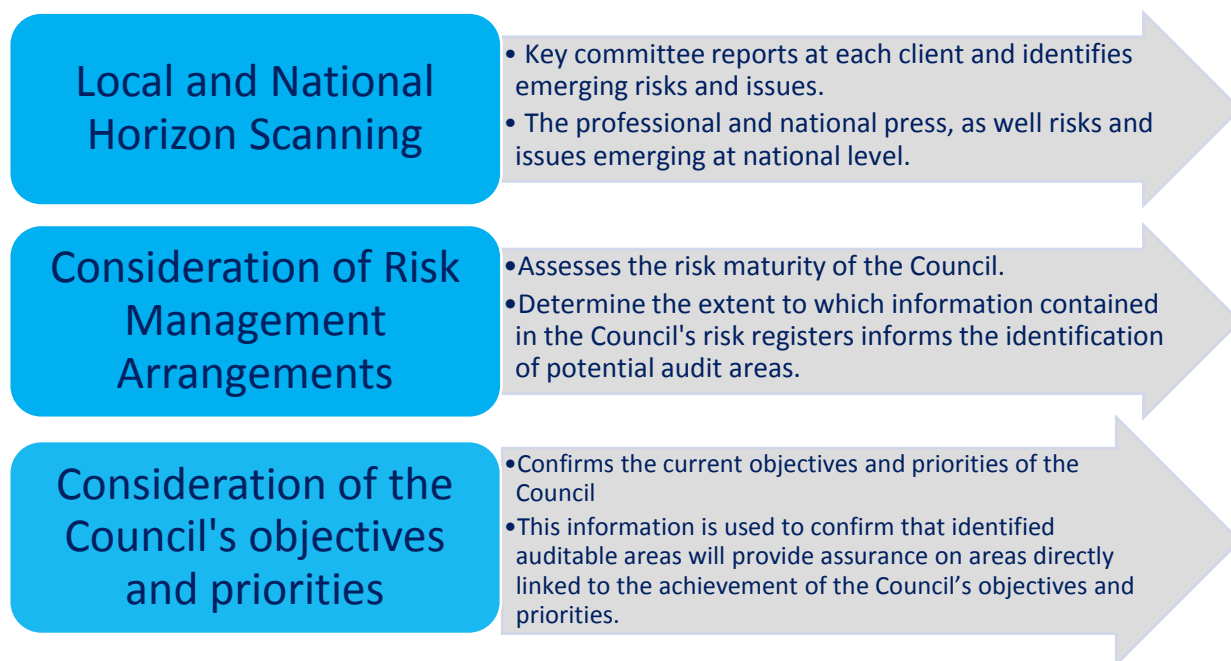 Local and National
Horizon Scanning
• Key committee reports at each client and identifies
emerging risks and issues.
• The professional and national press, as well risks and
issues emerging at national level.
Consideration of Risk
Management
Arrangements
•Assesses the risk maturity of the Council.
•Determine the extent to which information contained
in the Council's risk registers informs the identification
of potential audit areas.
Consideration of the
Council's objectives
and priorities
•Confirms the current objectives and priorities of the
Council
•This information is used to confirm that identified
auditable areas will provide assurance on areas directly
linked to the achievement of the Council’s objectives and
priorities.